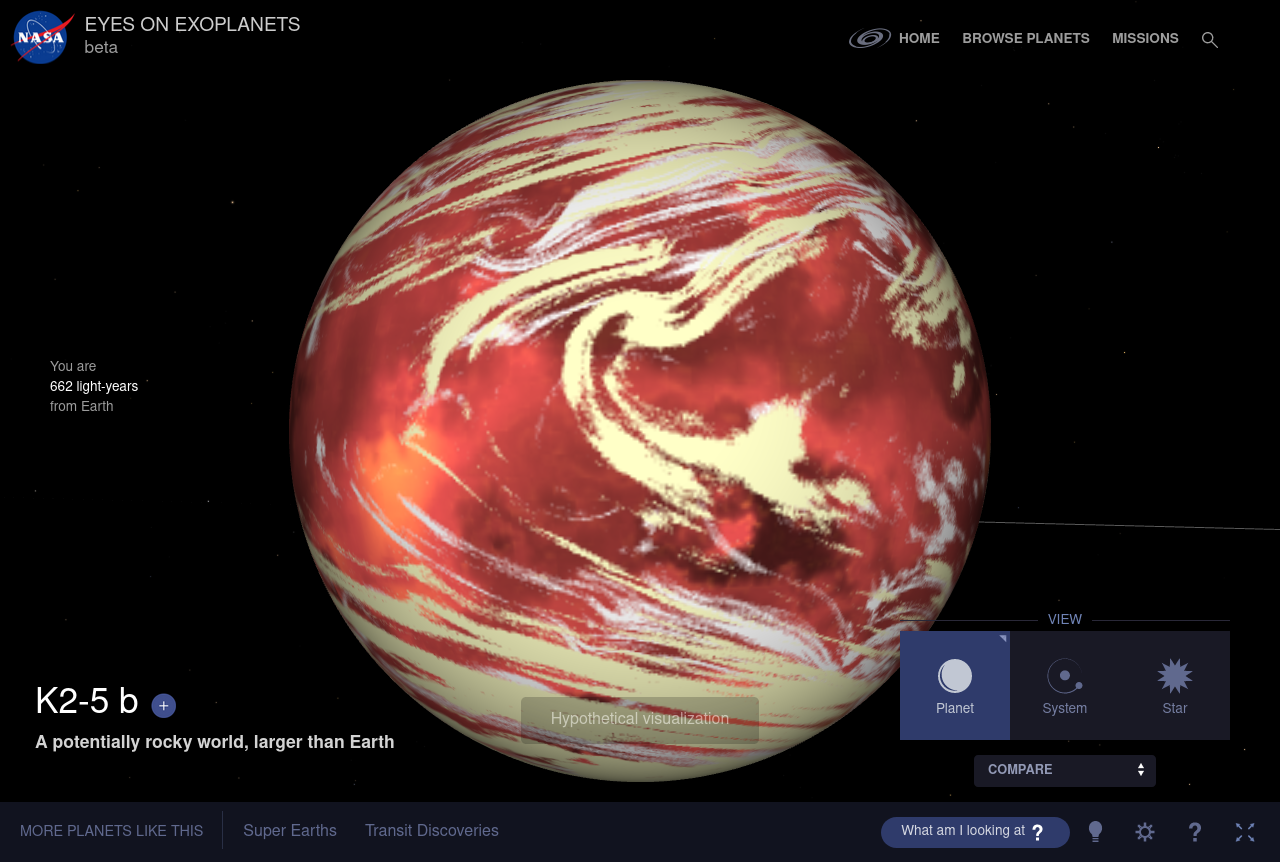 NASA
EYES ON EXOPLANETS
beta
HOME
BROWSE PLANETS
MISSIONS
You are
662 light-years
from Earth
VIEW
Planet
System
Star
K2-5 b +
A potentially rocky world, larger than Earth
Hypothetical visualization
COMPARE
MORE PLANETS LIKE THIS
Super Earths
Transit Discoveries
What am I looking at ?
?